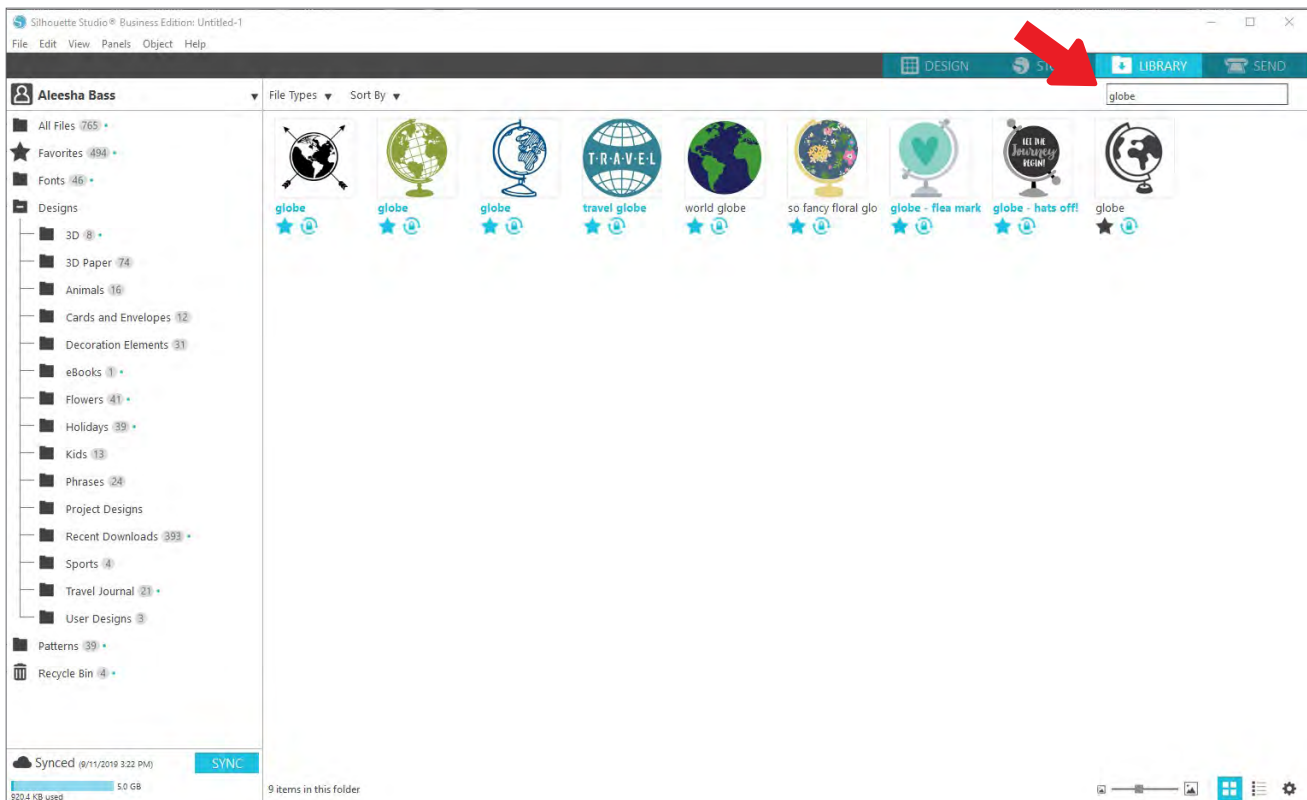 Silhouette Studio® Business Edition: Untitled-1
File Edit View Panels Object Help
DESIGN
LIBRARY
SEND
Aleesha Bass
File Types
Sort By
globe
All Files 765
Favorites 494
Fonts 46
Designs
3D 8
3D Paper 74
Animals 16
Cards and Envelopes 12
Decoration Elements 31
eBooks 1
Flowers 41
Holidays 39
Kids 13
Phrases 24
Project Designs
Recent Downloads 393
Sports 4
Travel Journal 21
User Designs 3
Patterns 39
Recycle Bin 4
T·R·A·V·E·L
LET THE
Journey
BEGIN!
globe
globe
globe
travel globe
world globe
so fancy floral glo
globe - flea mark
globe - hats off!
globe
Synced (9/11/2019 3:22 PM)
SYNC
5.0 GB
920.4 KB used
9 items in this folder